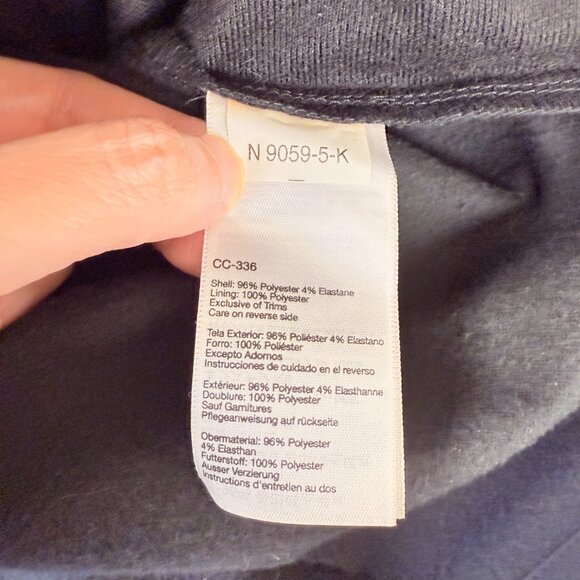 N 9059-5-K
CC-336
Shell: 96% Polyester 4% Elastane
Lining: 100% Polyester
Exclusive of Trims
Care on reverse side
Tela Exterior: 96% Poliéster 4% Elastano
Forro: 100% Poliéster
Excepto Adornos
Instrucciones de cuidado en el reverso
Extérieur: 96% Polyester 4% Elasthanne
Doublure: 100% Polyester
Sauf Garnitures
Pflegeanweisung auf rückseite
Obermaterial: 96% Polyester
4% Elasthan
Futterstoff: 100% Polyester
Ausser Verzierung
Instructions d'entretien au dos